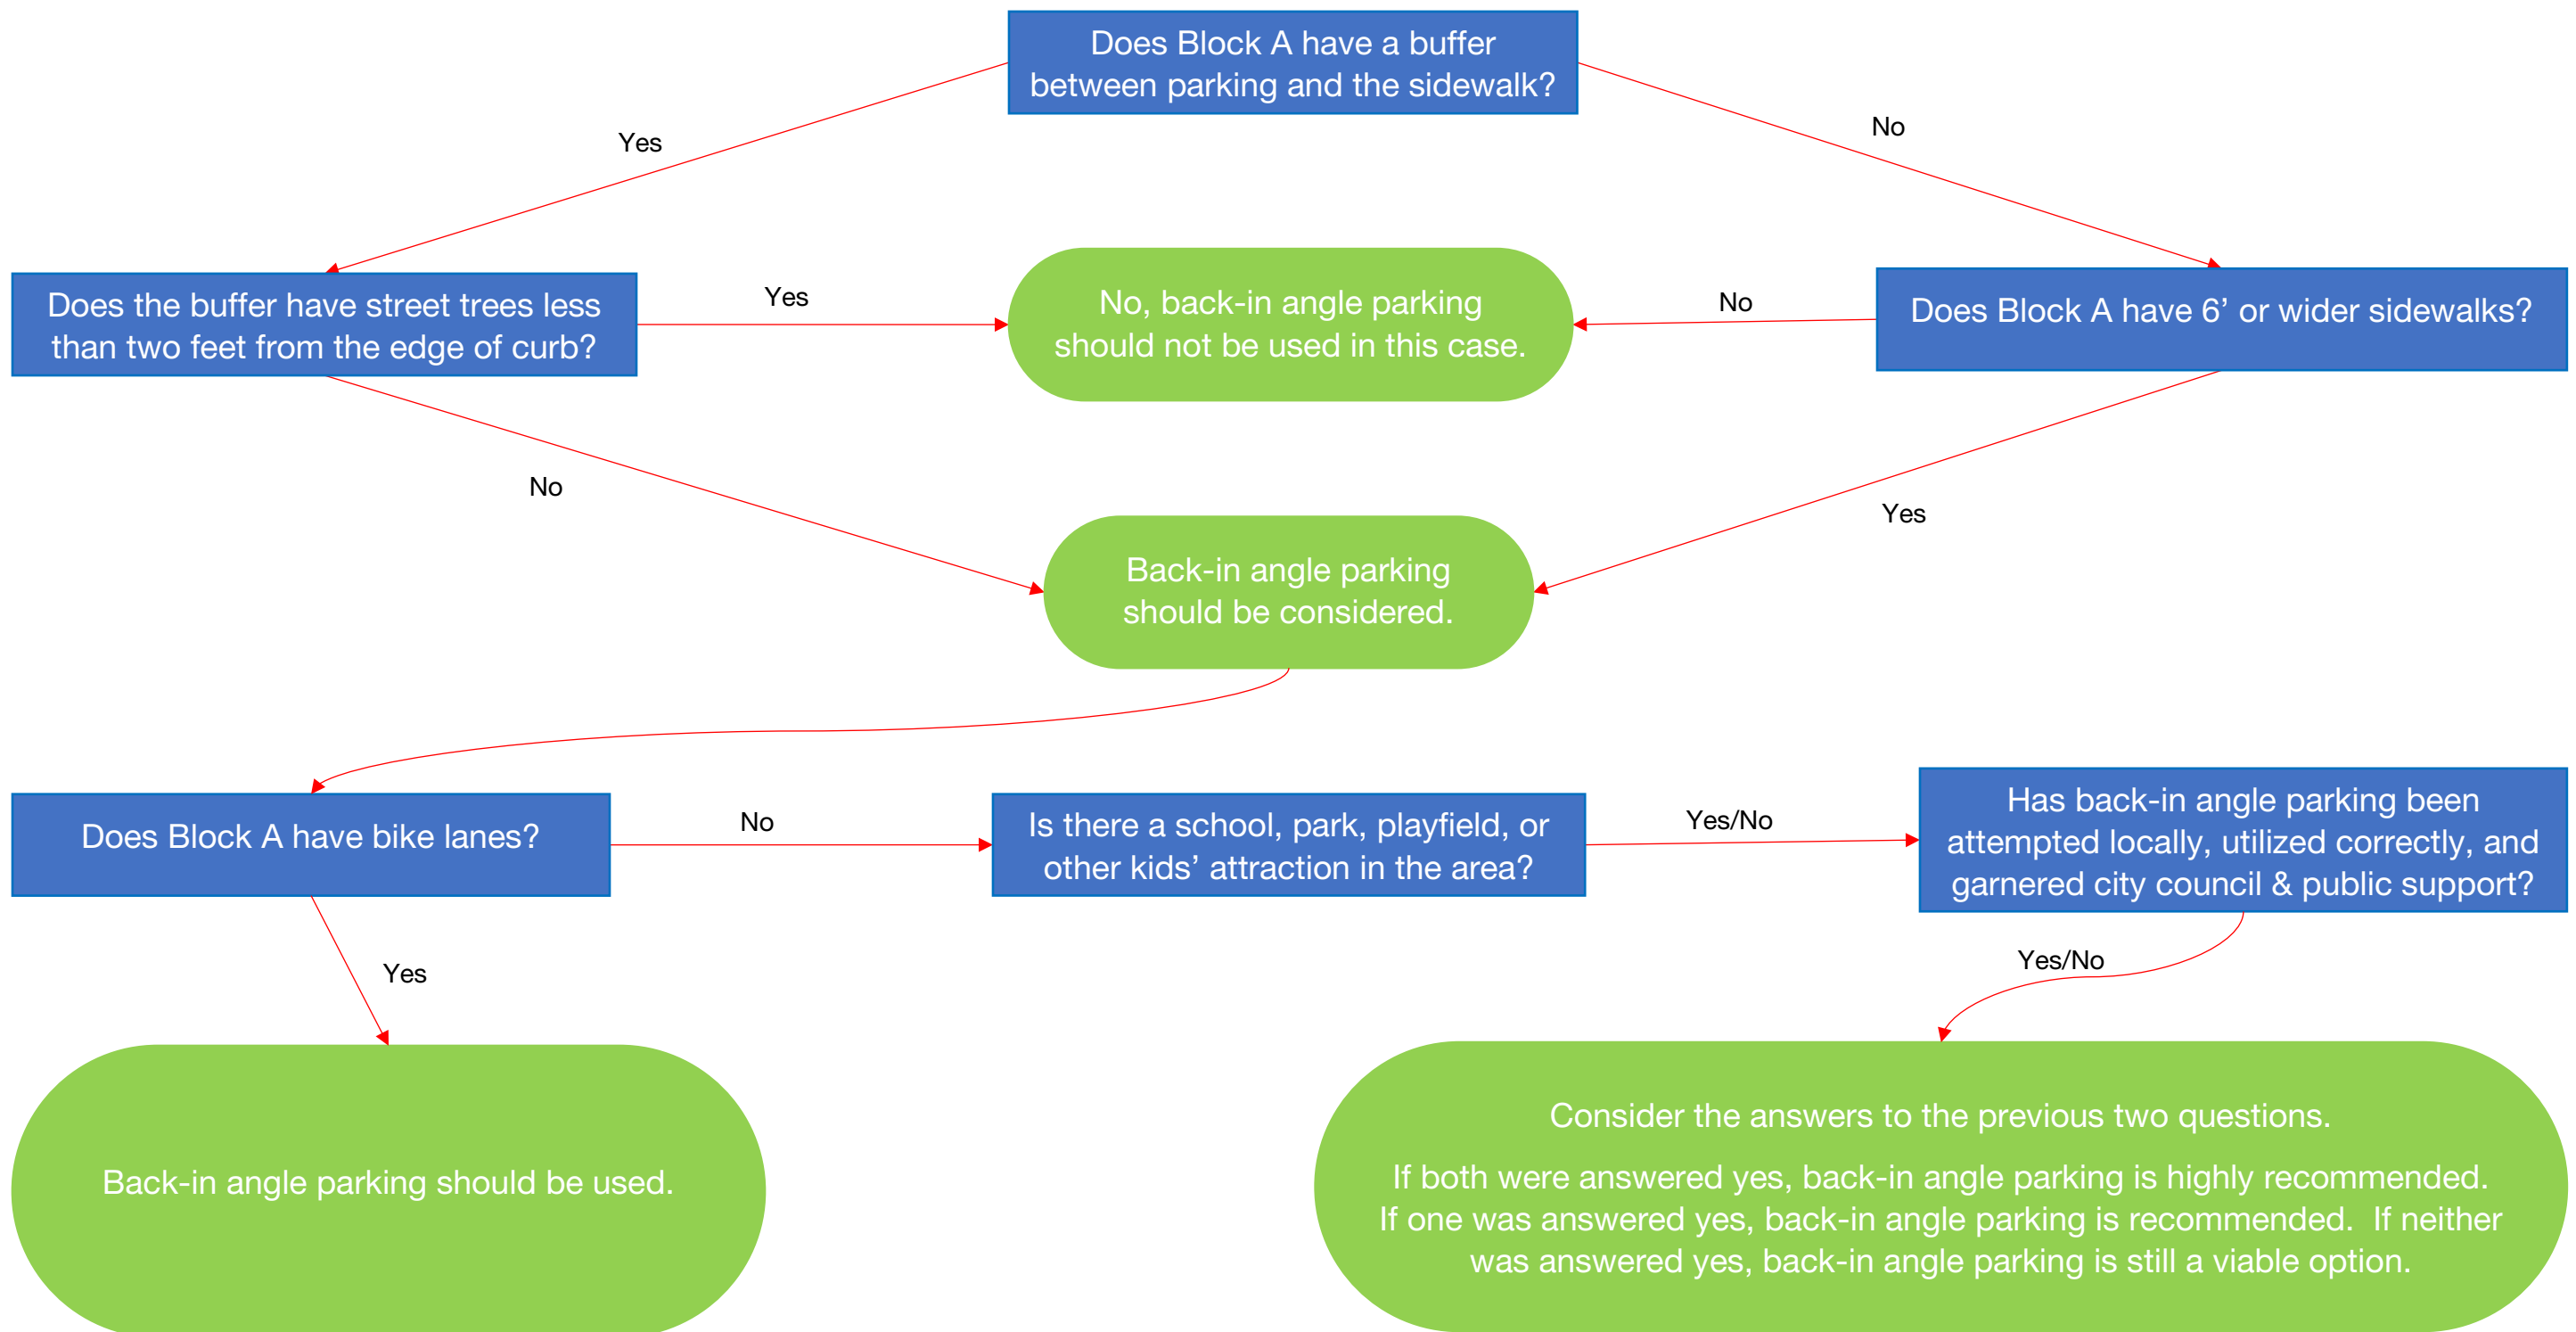 Does Block A have a buffer
between parking and the sidewalk?
Yes
No
Does the buffer have street trees less
than two feet from the edge of curb?
Yes
No, back-in angle parking
should not be used in this case.
No
Does Block A have 6’ or wider sidewalks?
No
Yes
Back-in angle parking
should be considered.
Does Block A have bike lanes?
No
Is there a school, park, playfield, or
other kids’ attraction in the area?
Yes/No
Has back-in angle parking been
attempted locally, utilized correctly, and
garnered city council & public support?
Yes
Yes/No
Back-in angle parking should be used.
Consider the answers to the previous two questions.
If both were answered yes, back-in angle parking is highly recommended.
If one was answered yes, back-in angle parking is recommended.  If neither
was answered yes, back-in angle parking is still a viable option.